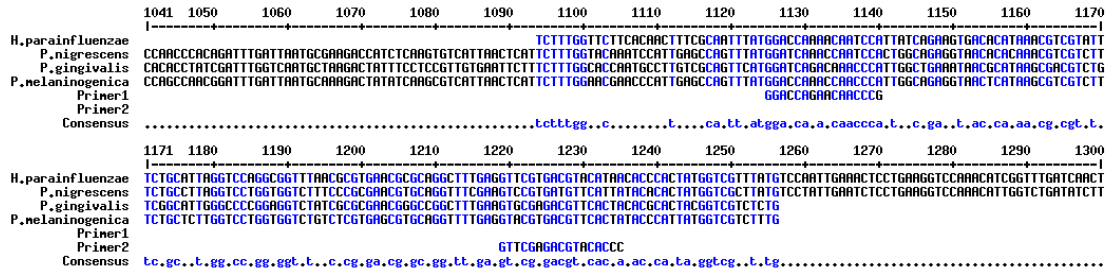 1041 1050 1060 1070 1080 1090 1100 1110 1120 1130 1140 1150 1160 1170
H.parainfluenzae TCTTTGGTTCTTCACAACTTTCGCAATTTATGGACCAAAACAATCCATTATCAGAAGTGACACATAAACGTCGTATT
P.nigrescens CCAACCCACAGATTTGATTAATGCGAAGACCATCTCAAGTGTCATTAACTCATTCTTTGGTACAAATCCATTGAGCCAGTTTATGGATCAAACCAATCCACTGGCAGAGGTAACACACAAACGTCGTCTT
P.gingivalis CACACCTATCGATTTGGTCAATGCTAAGACTATTTCCTCCGTTGTGAATTCTTTCTTTGGCACCAATGCCTTGTCGCAGTTCATGGATCAGACAAACCCATTGGCTGAAATAACGCATAAGCGACGTCTG
P.melaninogenica CCAGCCAACGGATTTGATTAATGCAAAGACTATATCAAGCGTCATTAACTCATTCTTTGGAACGAACCCATTGAGCCAGTTTATGGACCAAACCAACCCATTGGCAGAGGTAACTCATAAGCGTCGTCTT
Primer1 GGACCAGAACAACCCG
Primer2
Consensus .....................................................tctttgg..c........t....ca.tt.atgga.ca.a.caaccca.t..c.ga..t.ac.ca.aa.cg.cgt.t.
1171 1180 1190 1200 1210 1220 1230 1240 1250 1260 1270 1280 1290 1300
H.parainfluenzae TCTGCATTAGGTCCAGGCGGTTTAACGCGTGAACGCGCAGGCTTTGAGGTTCGTGACGTACATAACACCCACTATGGTCGTTTATGTCCAATTGAAACTCCTGAAGGTCCAAACATCGGTTTGATCAACT
P.nigrescens TCTGCCTTAGGTCCTGGTGGTCTTTCCCGCGAACGTGCAGGTTTCGAAGTCCGTGATGTTCATTATACACACTATGGTCGCTTATGTCCTATTGAATCTCCTGAAGGTCCAAACATTGGTCTGATATCTT
P.gingivalis TCGGCATTGGGCCCCGGAGGTCTATCGCGCGAACGGGCCGGCTTTGAAGTGCGAGACGTTCACTACACGCACTACGGTCGTCTCTG
P.melaninogenica TCTGCTCTTGGTCCTGGTGGTCTGTCTCGTGAGCGTGCAGGTTTTGAAGTACGTGACGTTCACTATACCCATTATGGTCGTCTTTG
Primer1
Primer2 GTTCGAGACGTACACCC
Consensus tc.gc..t.gg.cc.gg.ggt.t..c.cg.ga.cg.gc.gg.tt.ga.gt.cg.gacgt.cac.a.ac.ca.ta.ggtcg..t.tg............................................